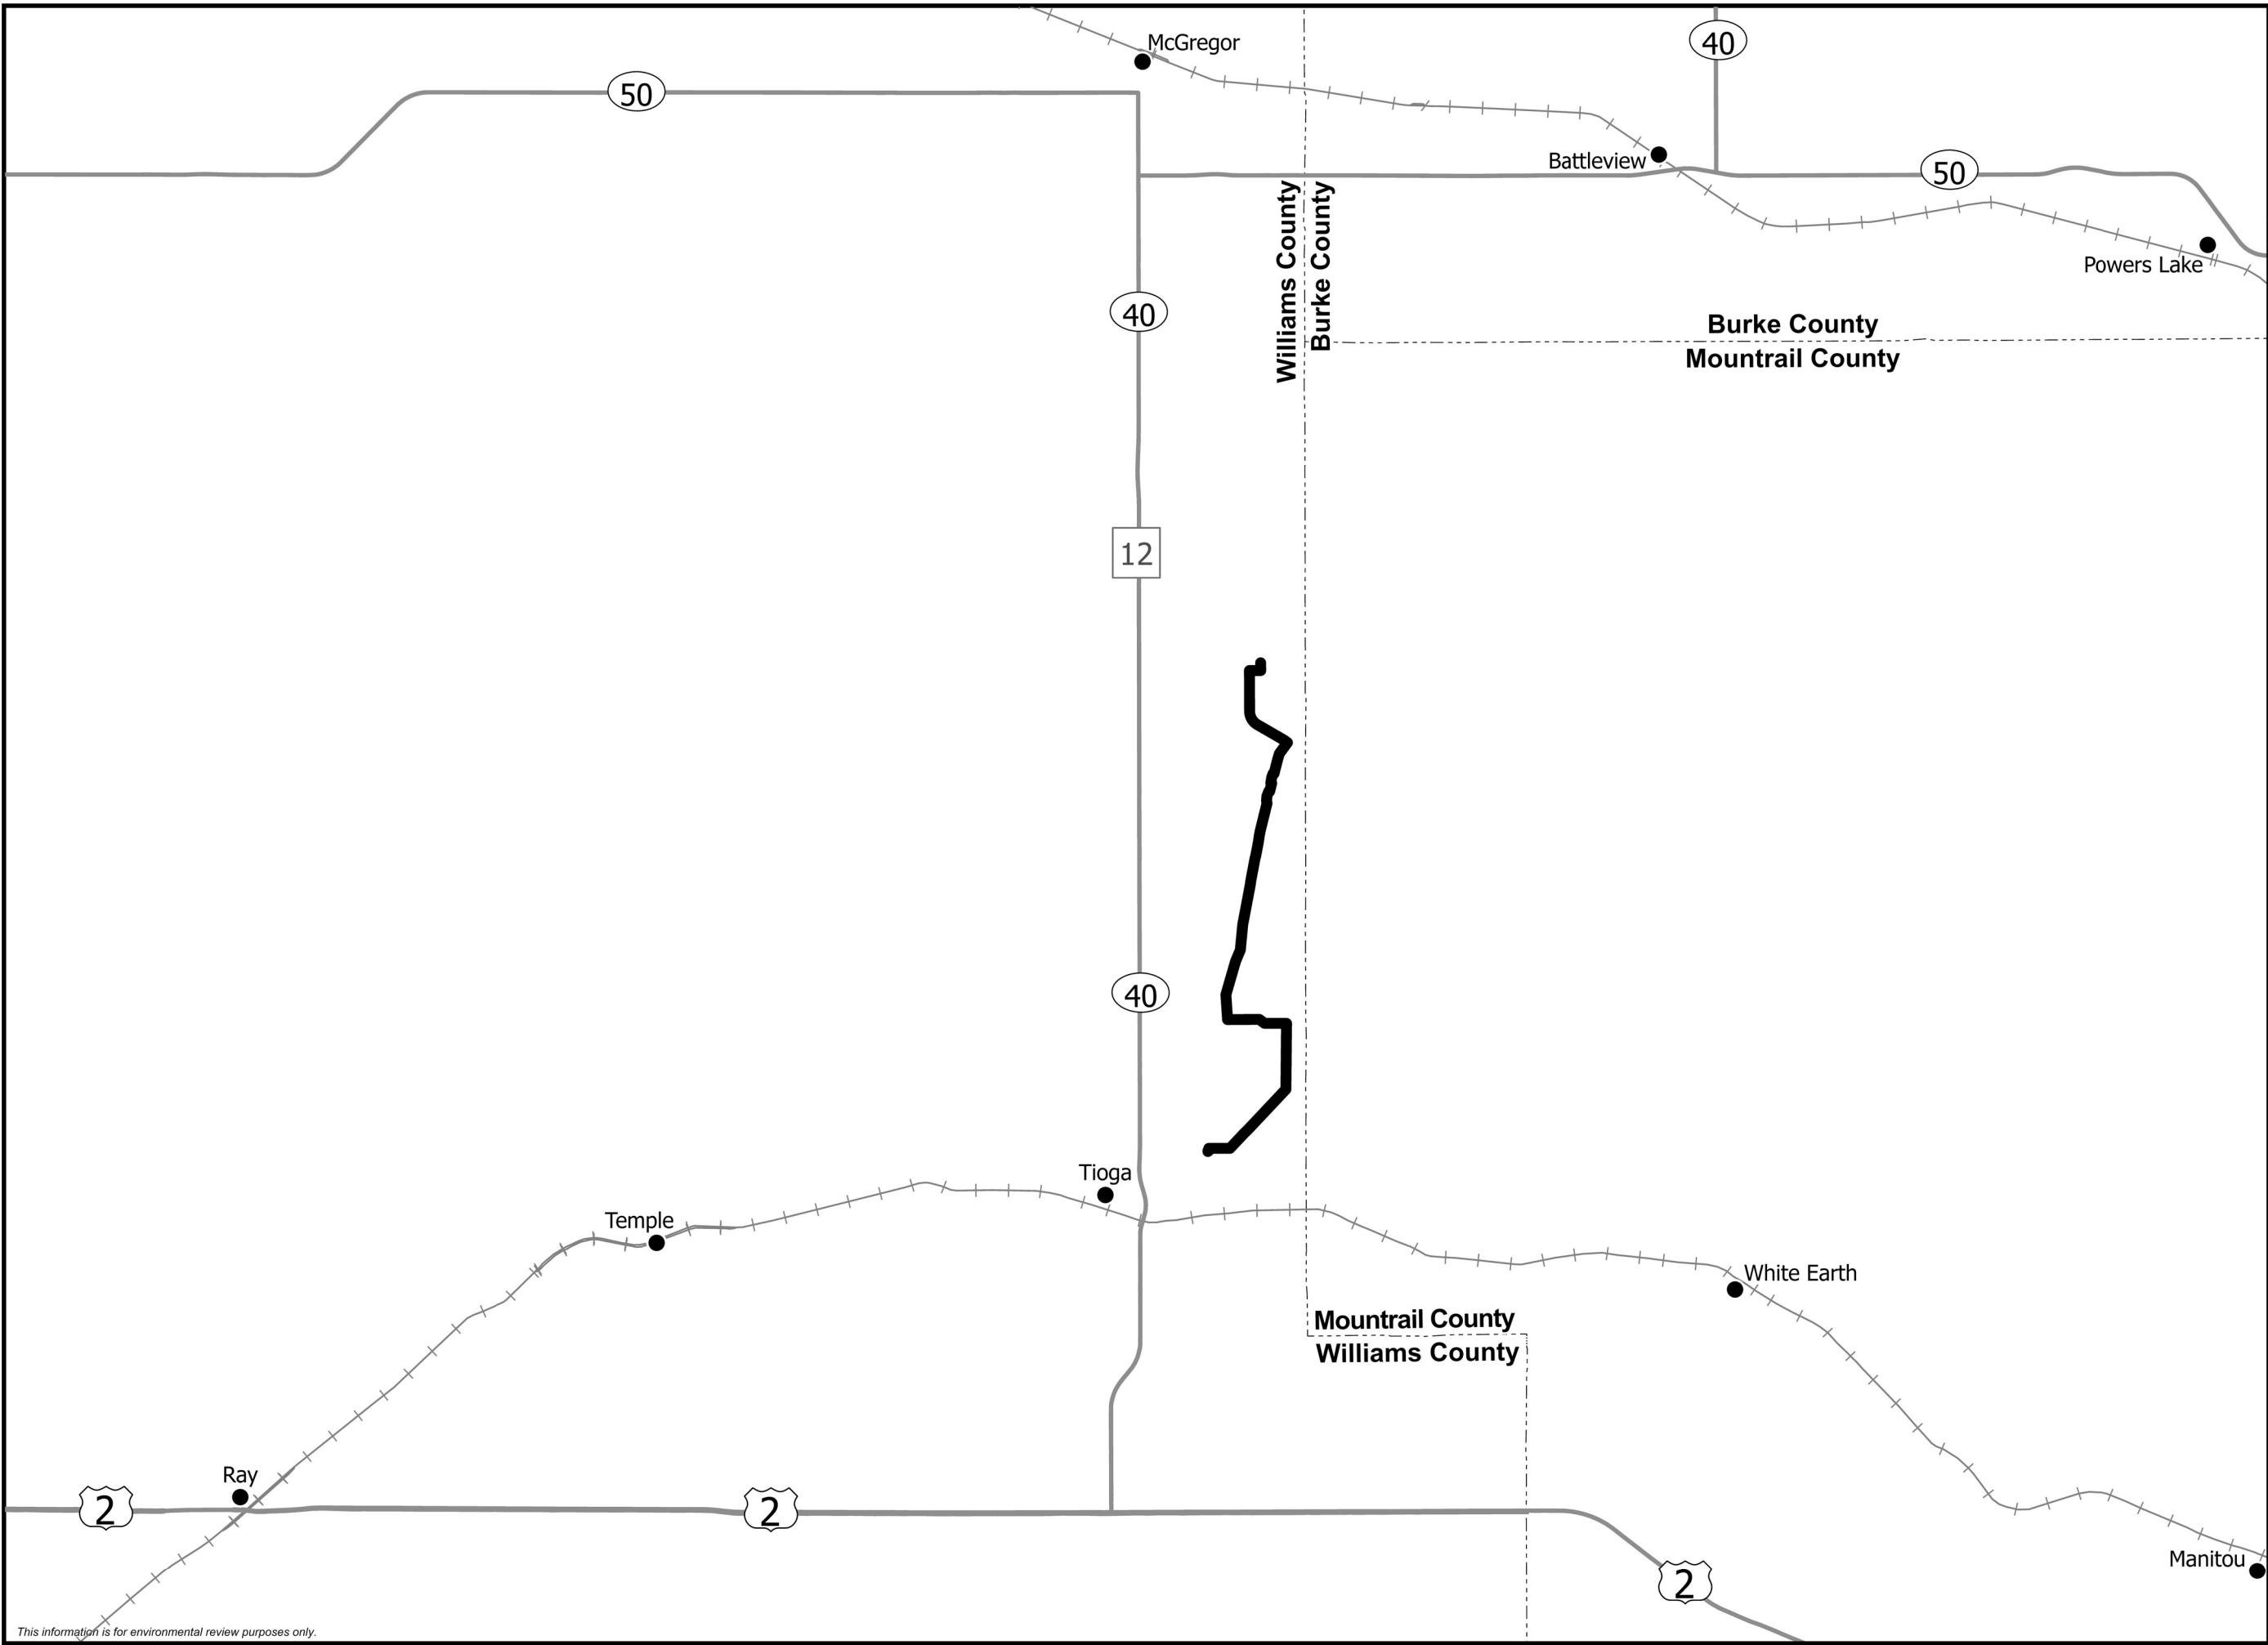 McGregor
40
50
Battleview
50
Williams County
Burke County
Powers Lake
40
Burke County
Mountrail County
12
40
Tioga
Temple
White Earth
Mountrail County
Williams County
Ray
2
2
2
Manitou
This information is for environmental review purposes only.